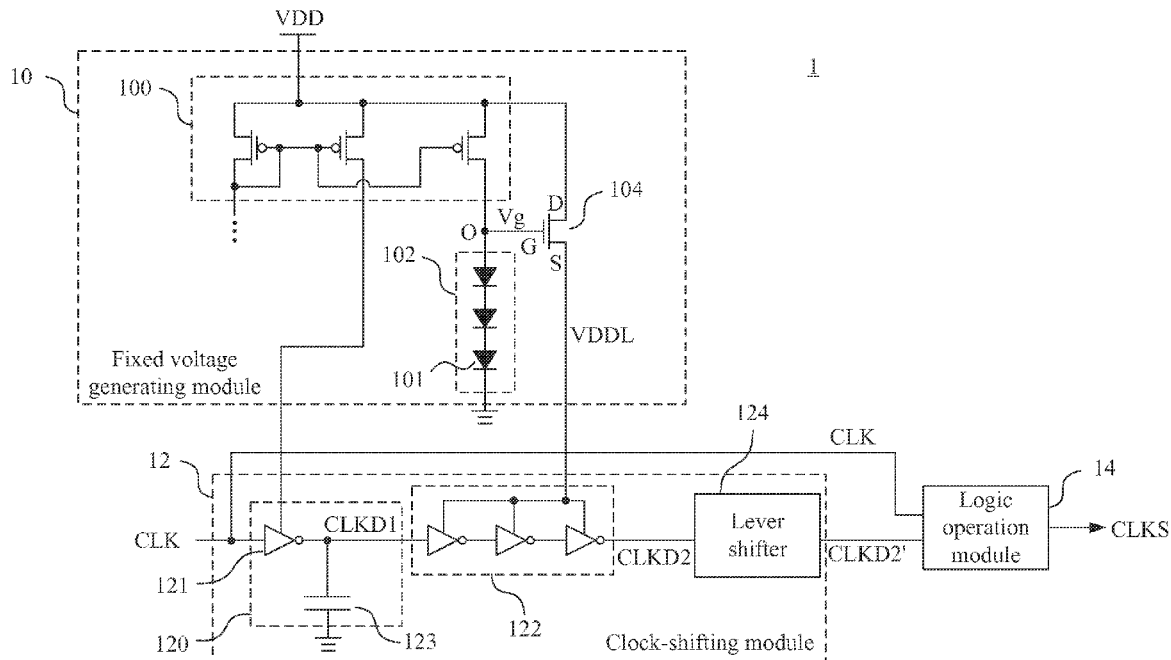 VDD
10
100
1
104
D
Vg
O
G
S
102
VDDL
101
Fixed voltage
generating module
124
CLK
12
14
CLK
CLKD1
Lever
shifter
Logic
operation
module
CLKS
CLKD2
CLKD2'
121
120
123
122
Clock-shifting module